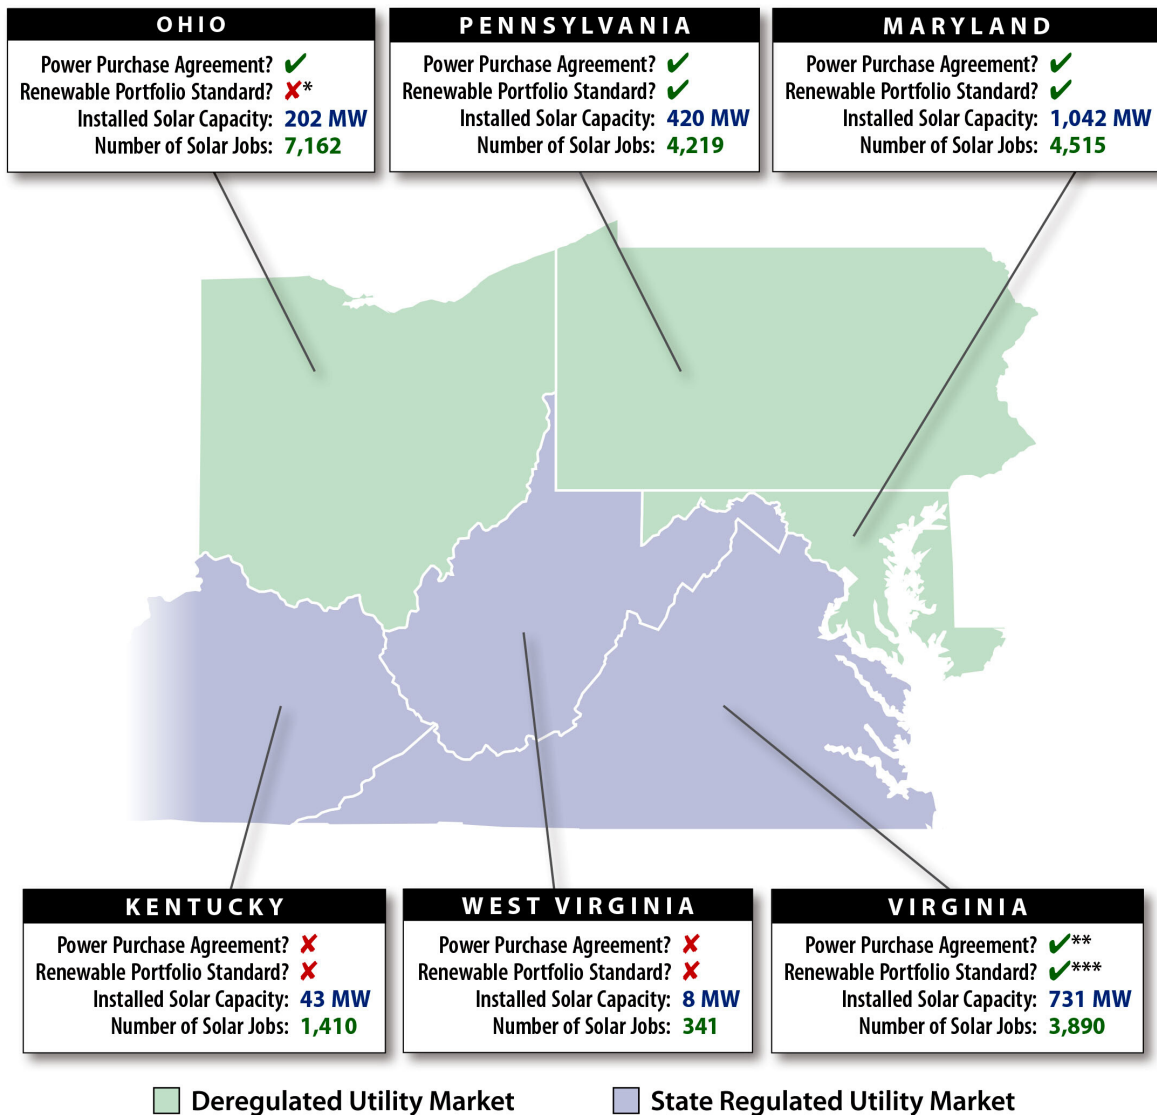 OHIO
Power Purchase Agreement? ✔
Renewable Portfolio Standard? ✘*
Installed Solar Capacity: 202 MW
Number of Solar Jobs: 7,162
PENNSYLVANIA
Power Purchase Agreement? ✔
Renewable Portfolio Standard? ✔
Installed Solar Capacity: 420 MW
Number of Solar Jobs: 4,219
MARYLAND
Power Purchase Agreement? ✔
Renewable Portfolio Standard? ✔
Installed Solar Capacity: 1,042 MW
Number of Solar Jobs: 4,515
KENTUCKY
Power Purchase Agreement? ✘
Renewable Portfolio Standard? ✘
Installed Solar Capacity: 43 MW
Number of Solar Jobs: 1,410
WEST VIRGINIA
Power Purchase Agreement? ✘
Renewable Portfolio Standard? ✘
Installed Solar Capacity: 8 MW
Number of Solar Jobs: 341
VIRGINIA
Power Purchase Agreement? ✔**
Renewable Portfolio Standard? ✔***
Installed Solar Capacity: 731 MW
Number of Solar Jobs: 3,890
Deregulated Utility Market
State Regulated Utility Market